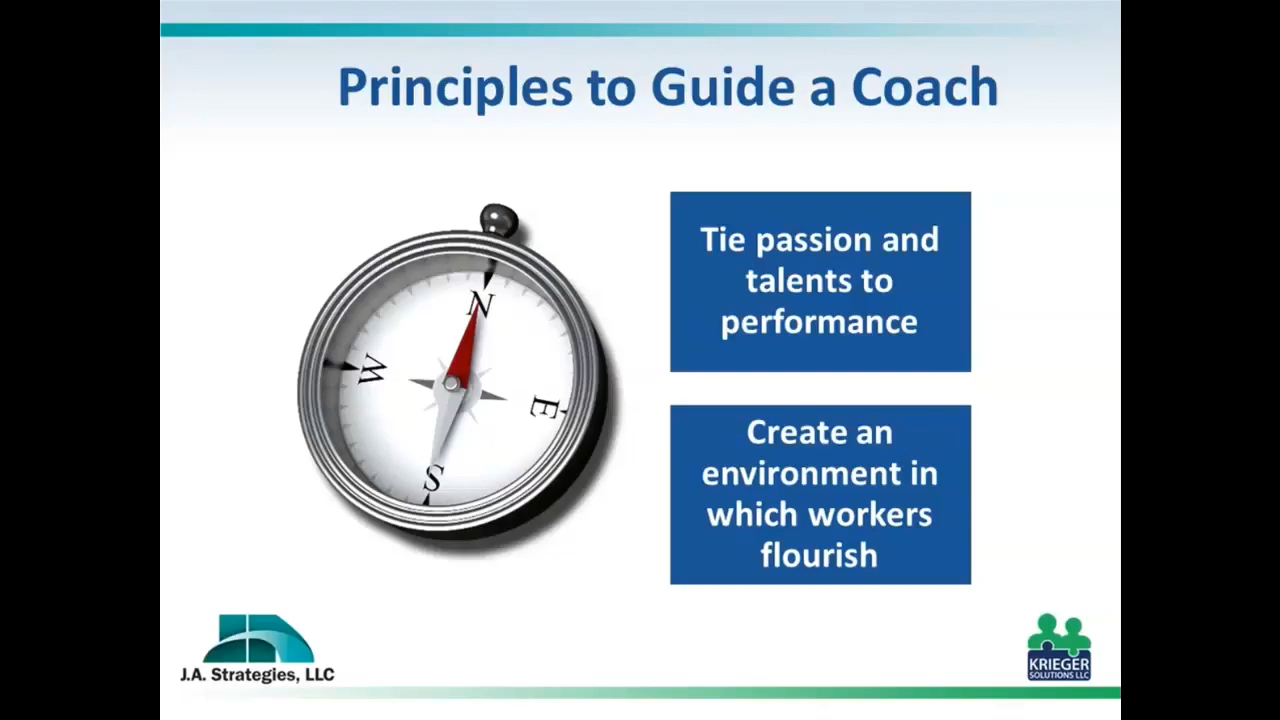 Principles to Guide a Coach
N
W
E
S
Tie passion and
talents to
performance
Create an
environment in
which workers
flourish
J.A. Strategies, LLC
KRIEGER
SOLUTIONS LLC